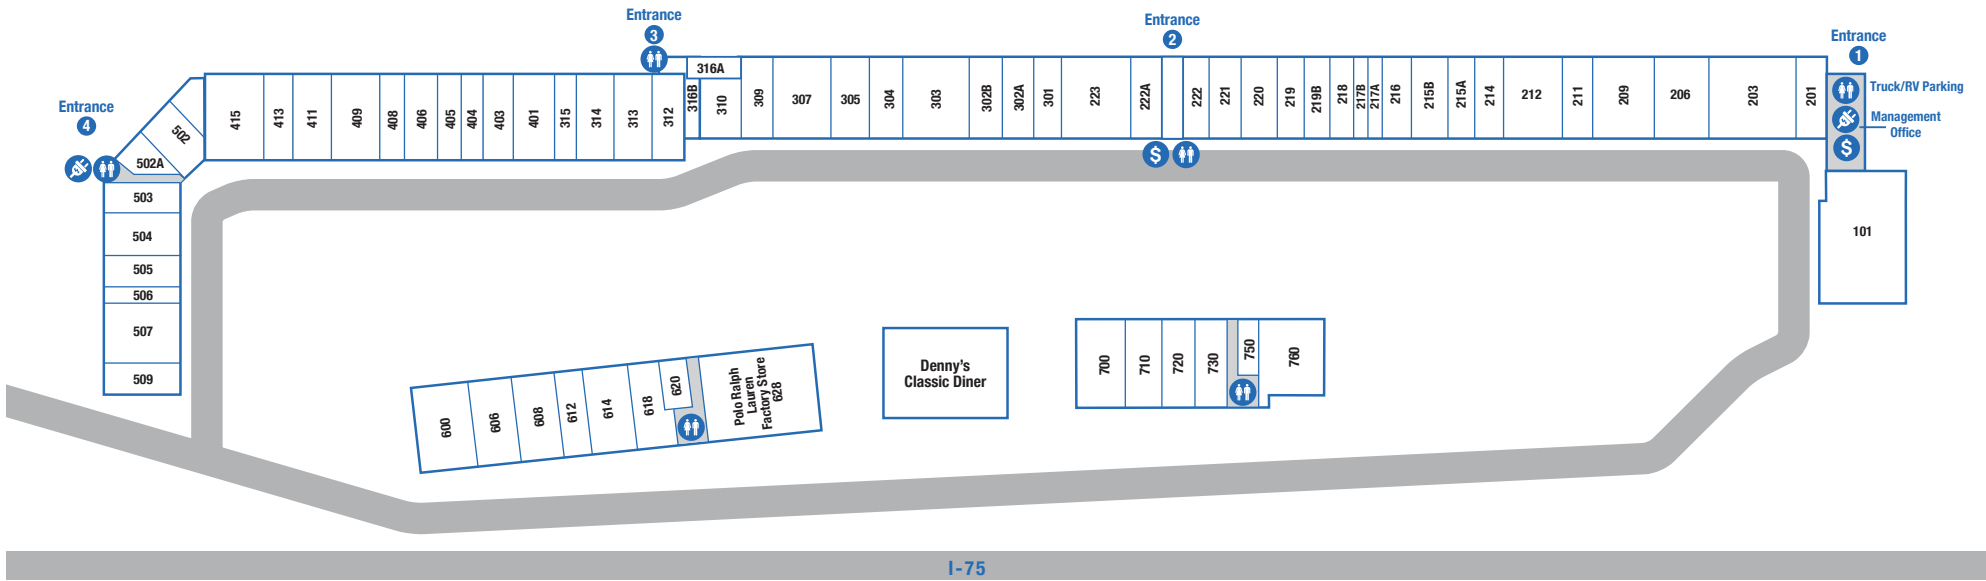 Entrance
3
Entrance
2
Entrance
1
Truck/RV Parking
Management
Office
$
Entrance
4
502
502A
503
504
505
506
507
509
415
413
411
409
408
406
405
404
403
401
315
314
313
312
316B
316A
310
309
307
305
304
303
302B
302A
301
223
222A
222
221
220
219
219B
218
217B
217A
216
215B
215A
214
212
211
209
206
203
201
$
101
600
606
608
612
614
618
620
Polo Ralph
Lauren
Factory Store
628
Denny's
Classic Diner
700
710
720
730
750
760
I-75